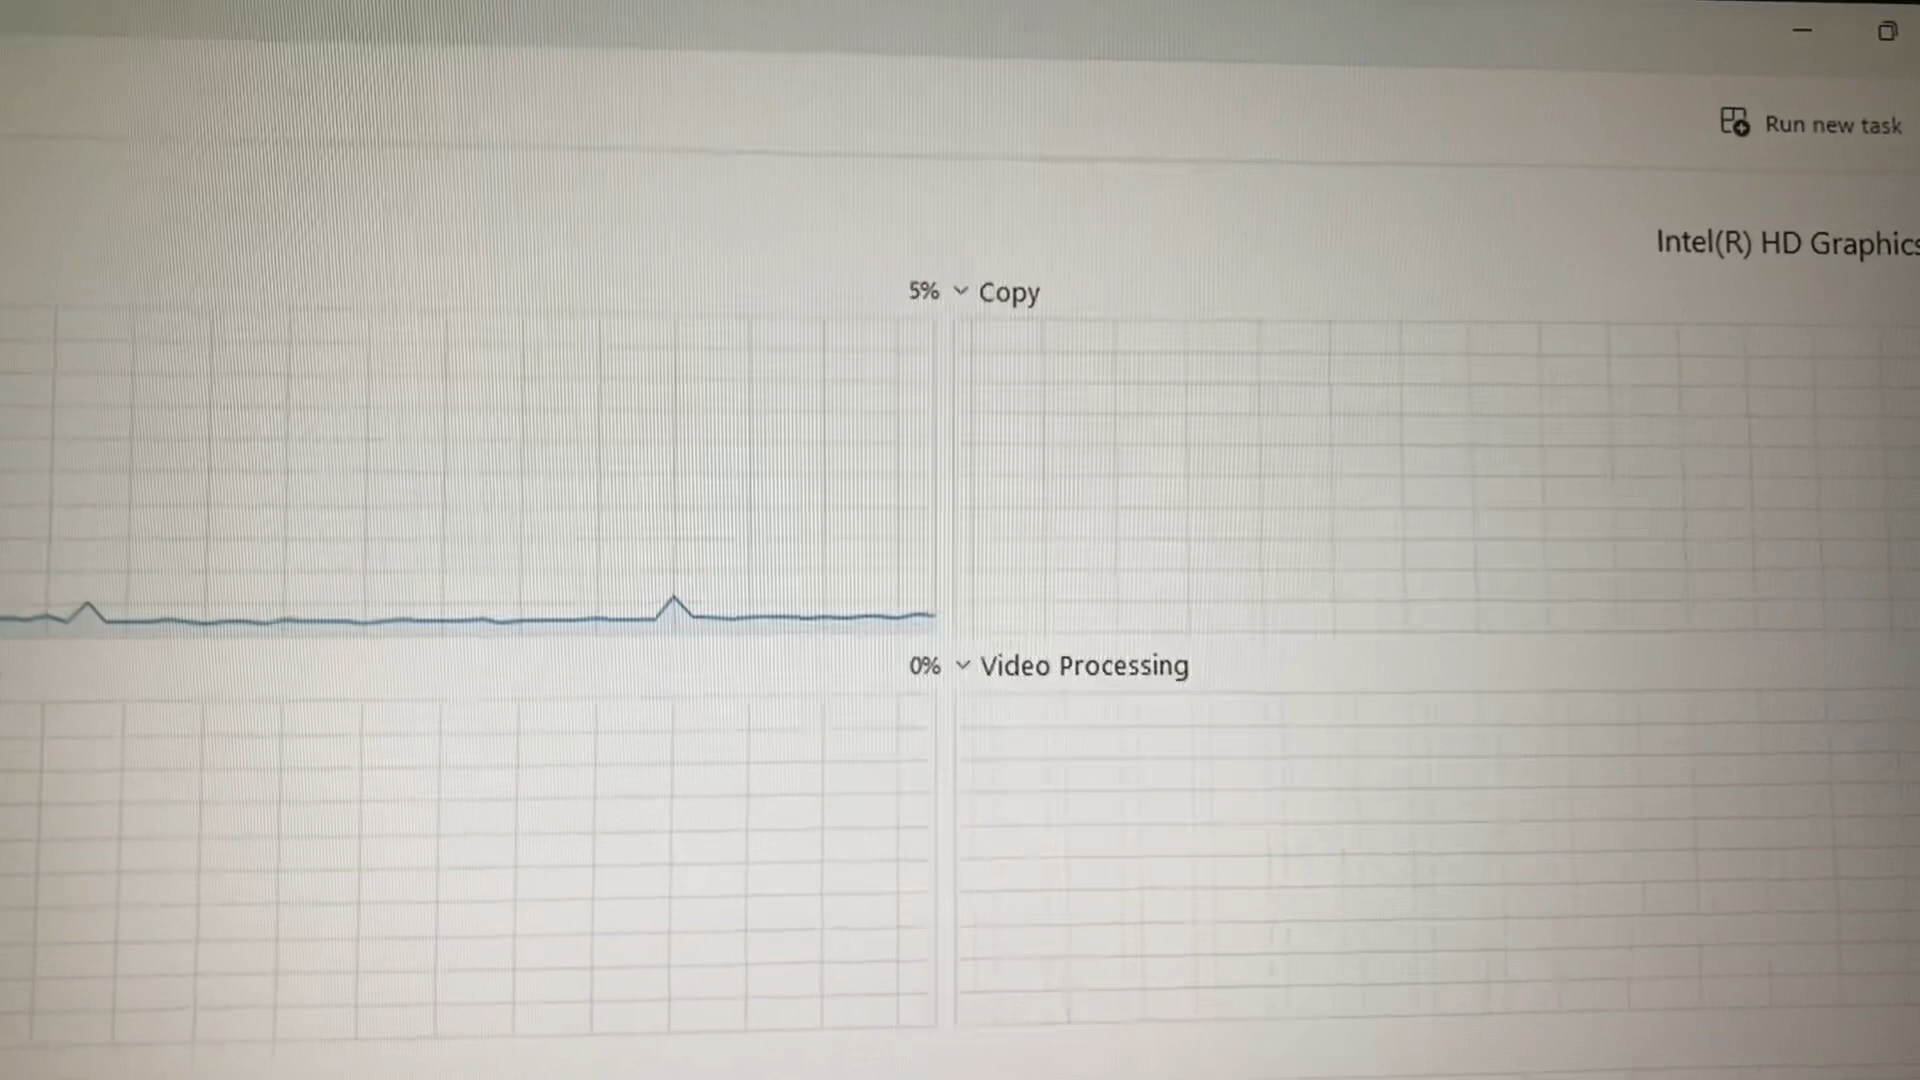 Run new task
Intel(R) HD Graphics
5% Copy
0% Video Processing